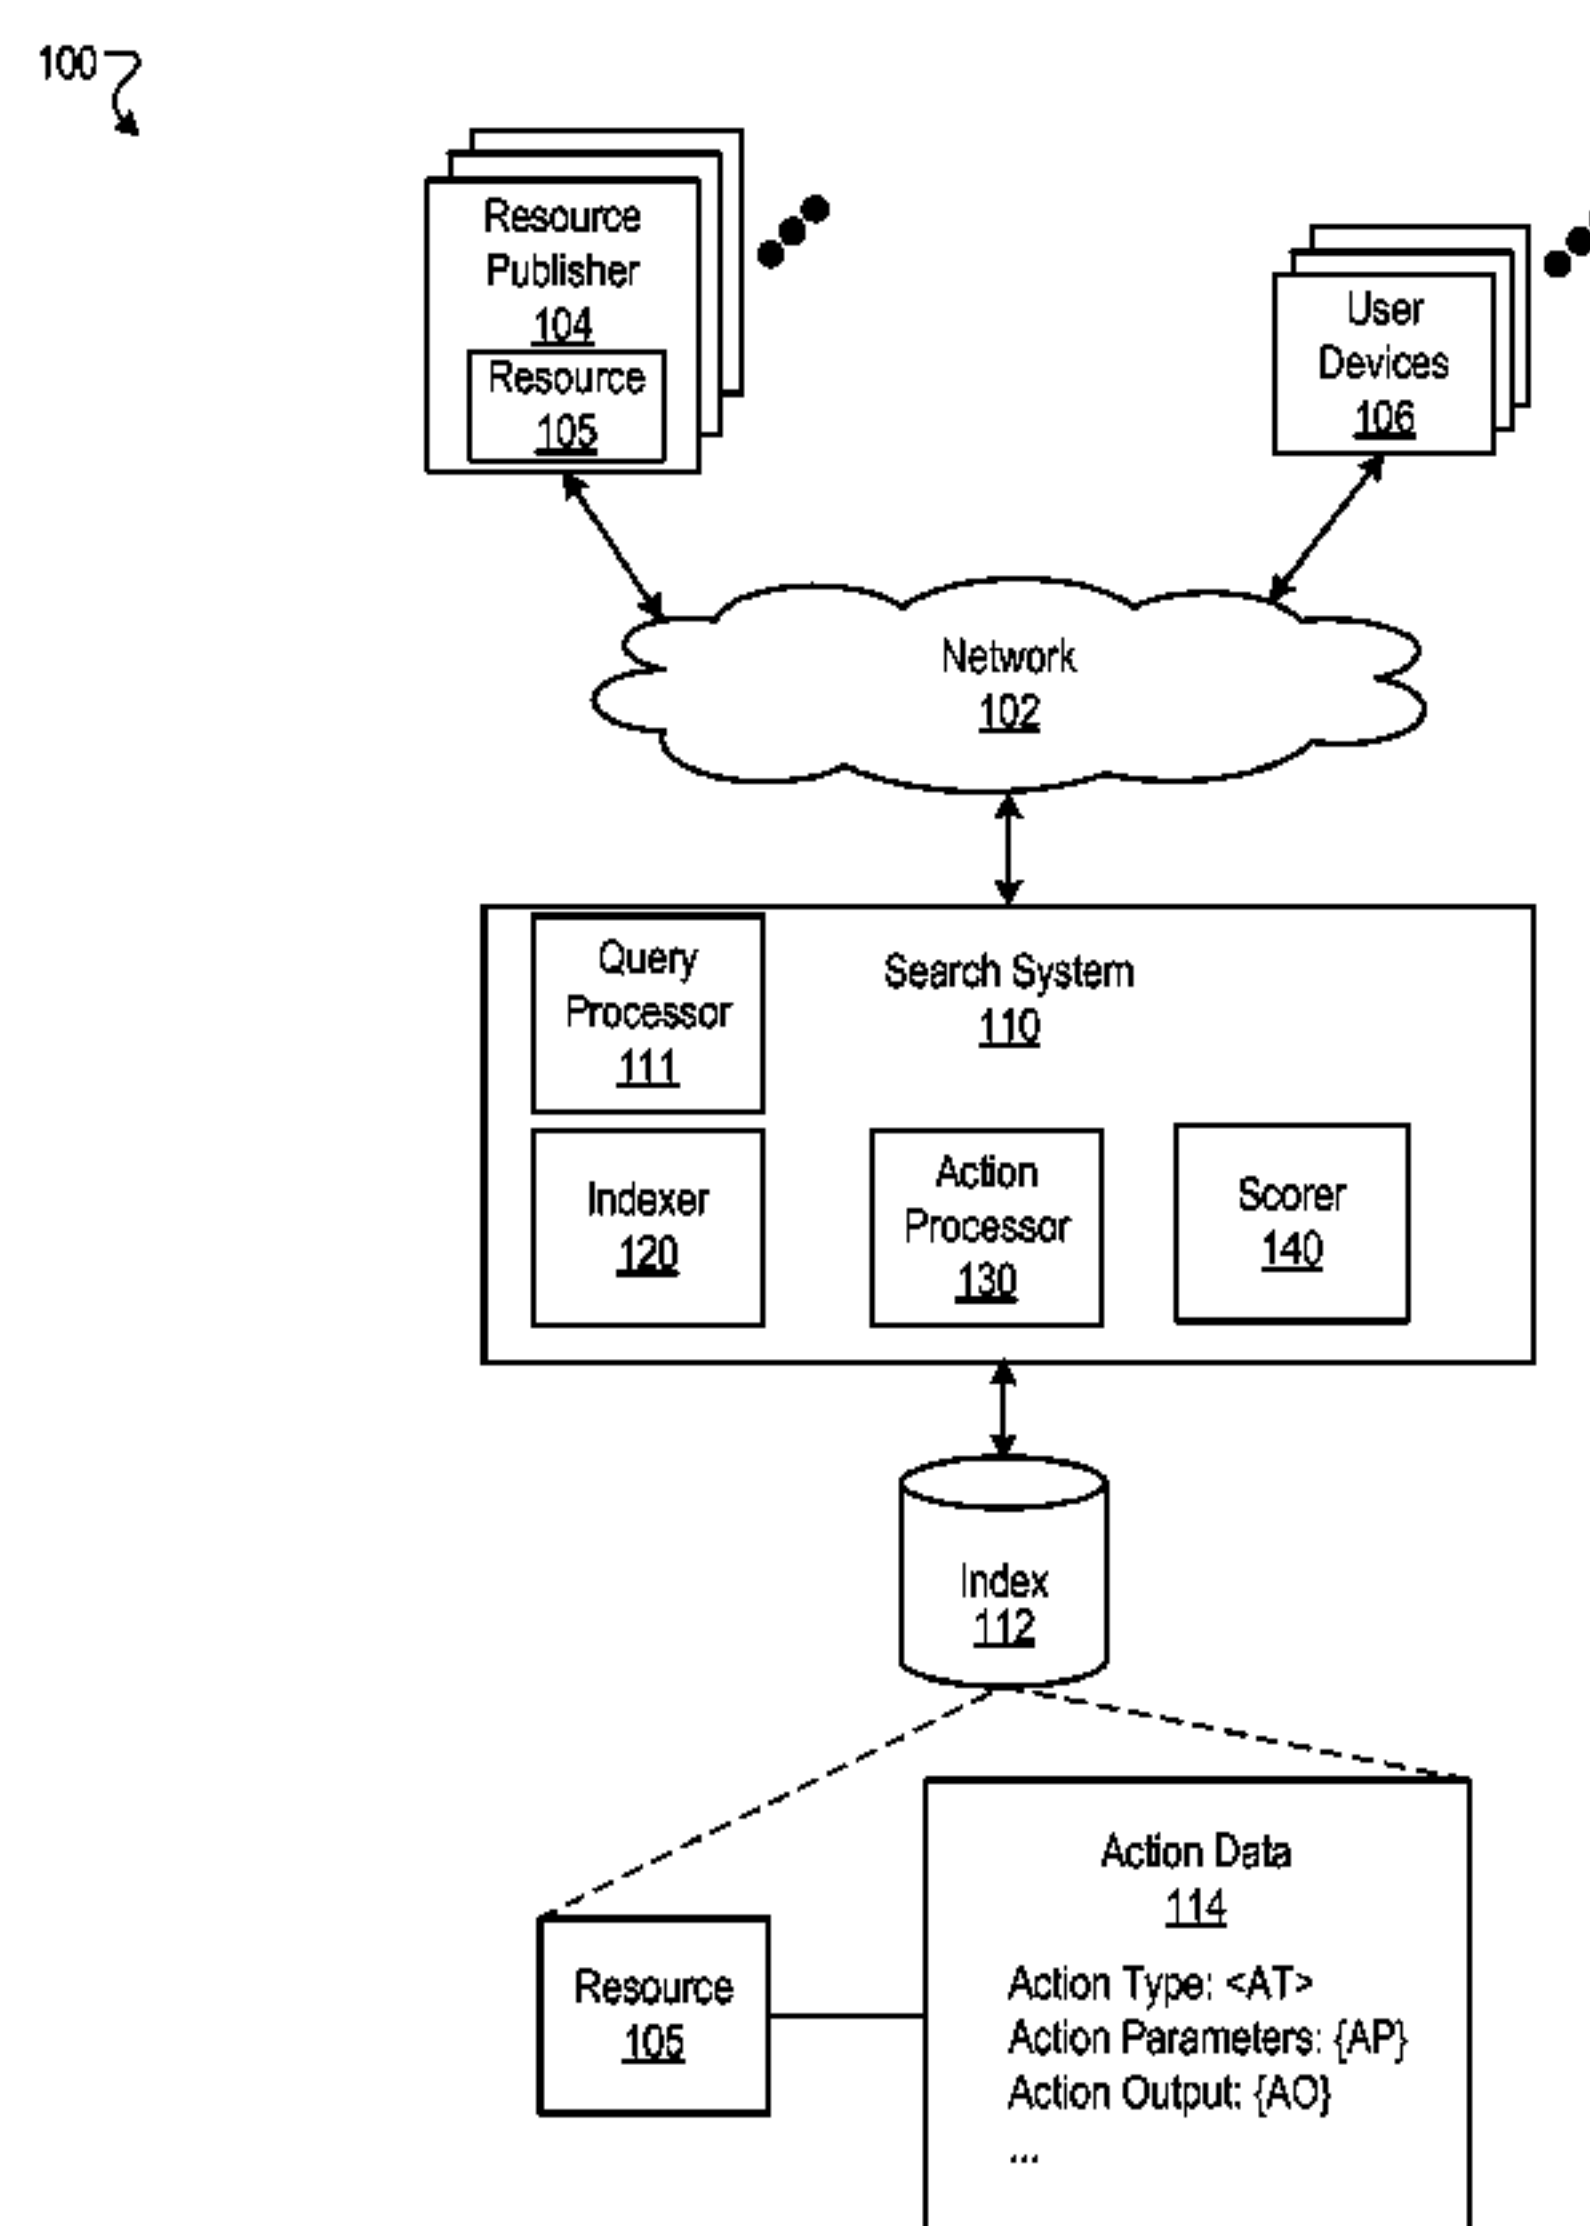 100
Resource
Publisher
104
Resource
105
User
Devices
106
Network
102
Search System
110
Query
Processor
111
Indexer
120
Action
Processor
130
Scorer
140
Index
112
Action Data
114
Action Type: <AT>
Action Parameters: {AP}
Action Output: {AO}
...
Resource
105